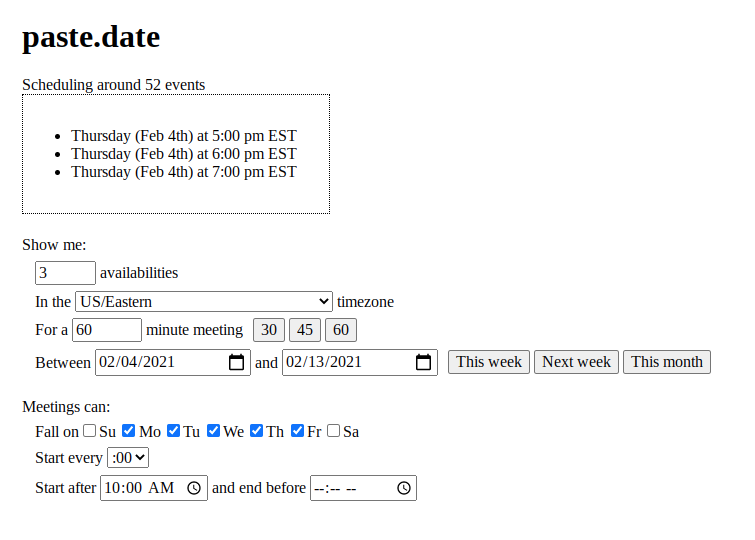 paste.date
Scheduling around 52 events
• Thursday (Feb 4th) at 5:00 pm EST
• Thursday (Feb 4th) at 6:00 pm EST
• Thursday (Feb 4th) at 7:00 pm EST
Show me:
3 availabilities
In the US/Eastern timezone
For a 60 minute meeting 30 45 60
Between 02/04/2021 and 02/13/2021 This week Next week This month
Meetings can:
Fall on Su Mo Tu We Th Fr Sa
Start every :00
Start after 10:00 AM and end before --:-- --